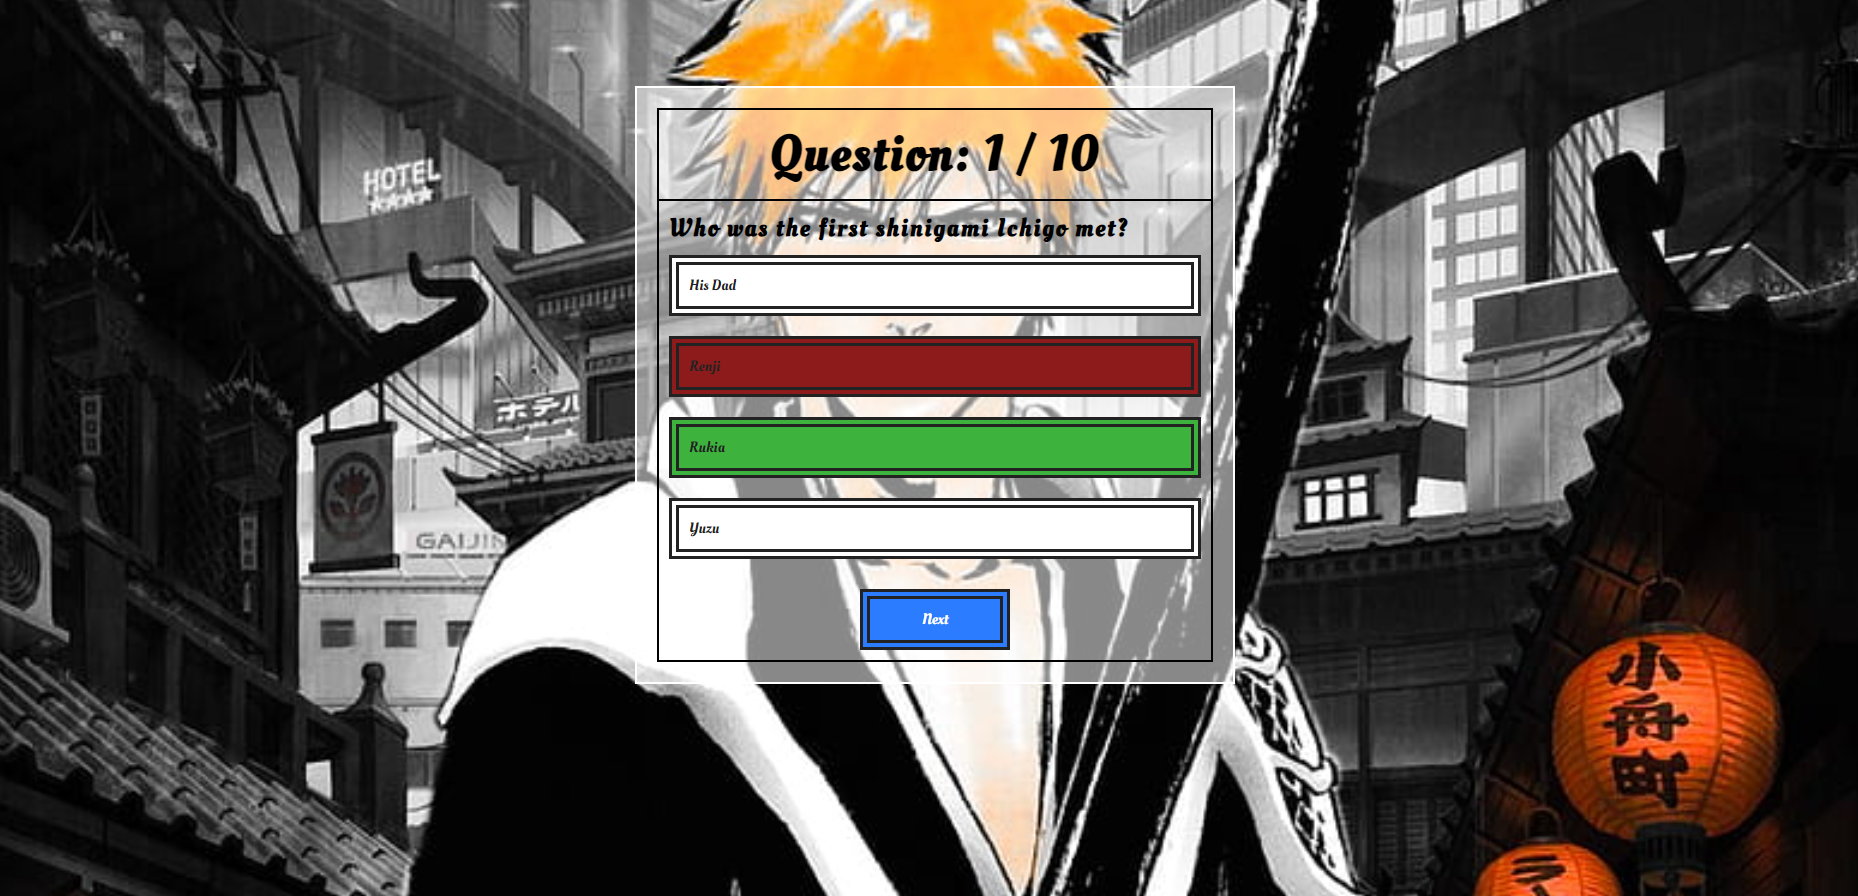 HOTEL
Question: 1 / 10
Who was the first shinigami Ichigo met?
His Dad
Renji
ホテル
Rukia
Yuzu
GAIJIN
Next
小舟町